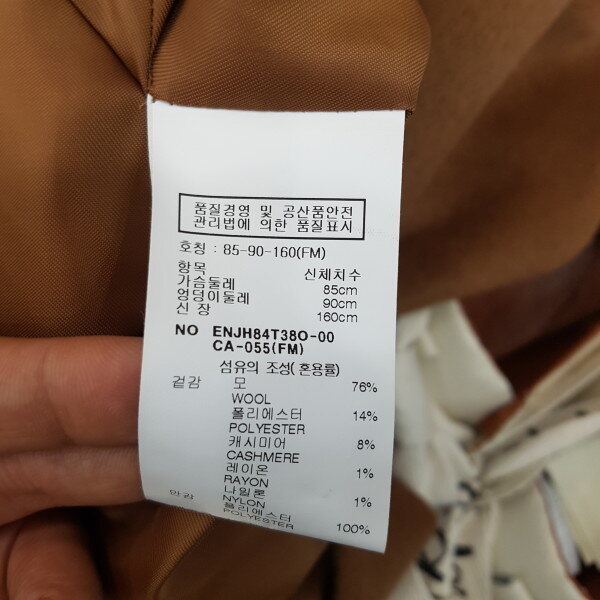 품질경영 및 공산품안전
관리법에 의한 품질표시
호칭 : 85-90-160(FM)
항목 신체치수
가슴둘레 85cm
엉덩이둘레 90cm
신 장 160cm
NO ENJH84T38O-00
CA-055(FM)
섬유의 조성(혼용률)
겉감 모 76%
WOOL
폴리에스터 14%
POLYESTER
캐시미어 8%
CASHMERE
레이온 1%
RAYON
나일론 1%
NYLON
안감 폴리에스터 100%
POLYESTER